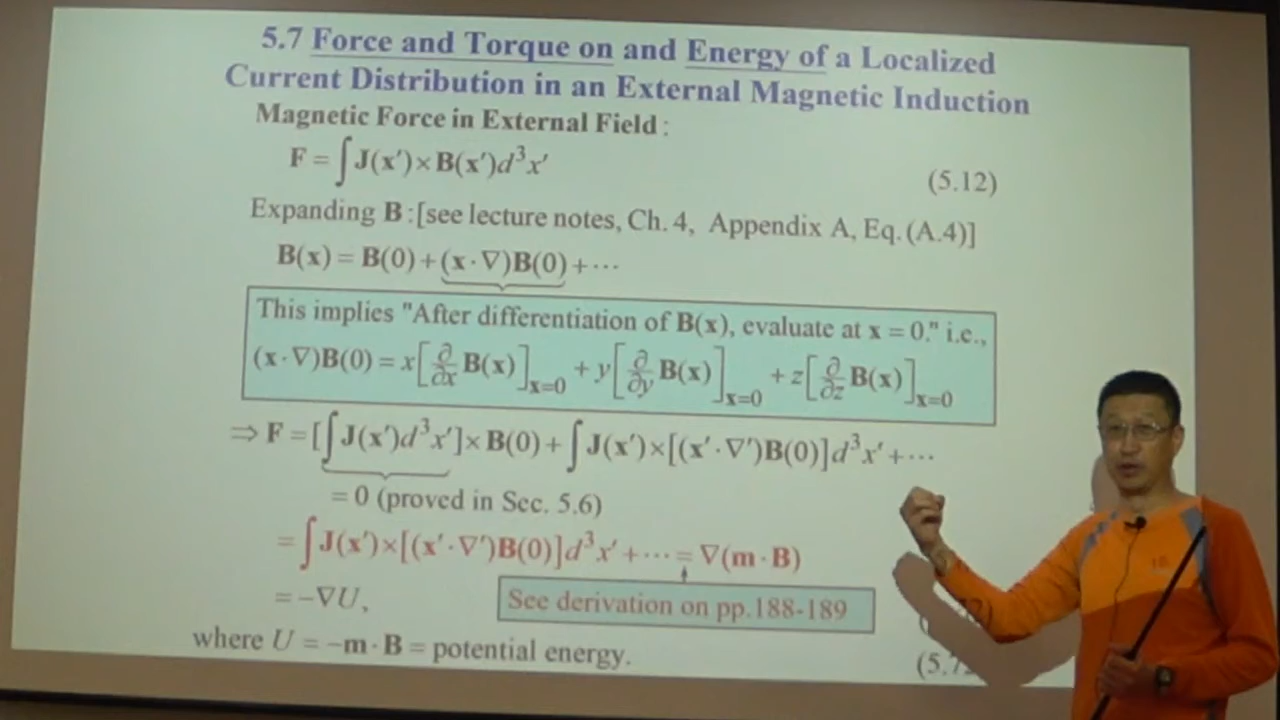 5.7 Force and Torque on and Energy of a Localized
Current Distribution in an External Magnetic Induction
Magnetic Force in External Field :
F = ∫ J(x′) × B(x′)d³x′
(5.12)
Expanding B :[see lecture notes, Ch. 4, Appendix A, Eq. (A.4)]
B(x) = B(0) + (x · ∇)B(0) + ···
This implies "After differentiation of B(x), evaluate at x = 0." i.e.,
(x · ∇)B(0) = x[∂/∂x B(x)]x=0 + y[∂/∂y B(x)]x=0 + z[∂/∂z B(x)]x=0
⇒ F = [∫ J(x′)d³x′] × B(0) + ∫ J(x′) × [(x′ · ∇′)B(0)]d³x′ + ···
= 0 (proved in Sec. 5.6)
= ∫ J(x′) × [(x′ · ∇′)B(0)]d³x′ + ··· = ∇(m · B)
= −∇U,
See derivation on pp.188-189
where U = −m · B = potential energy.
(5.7